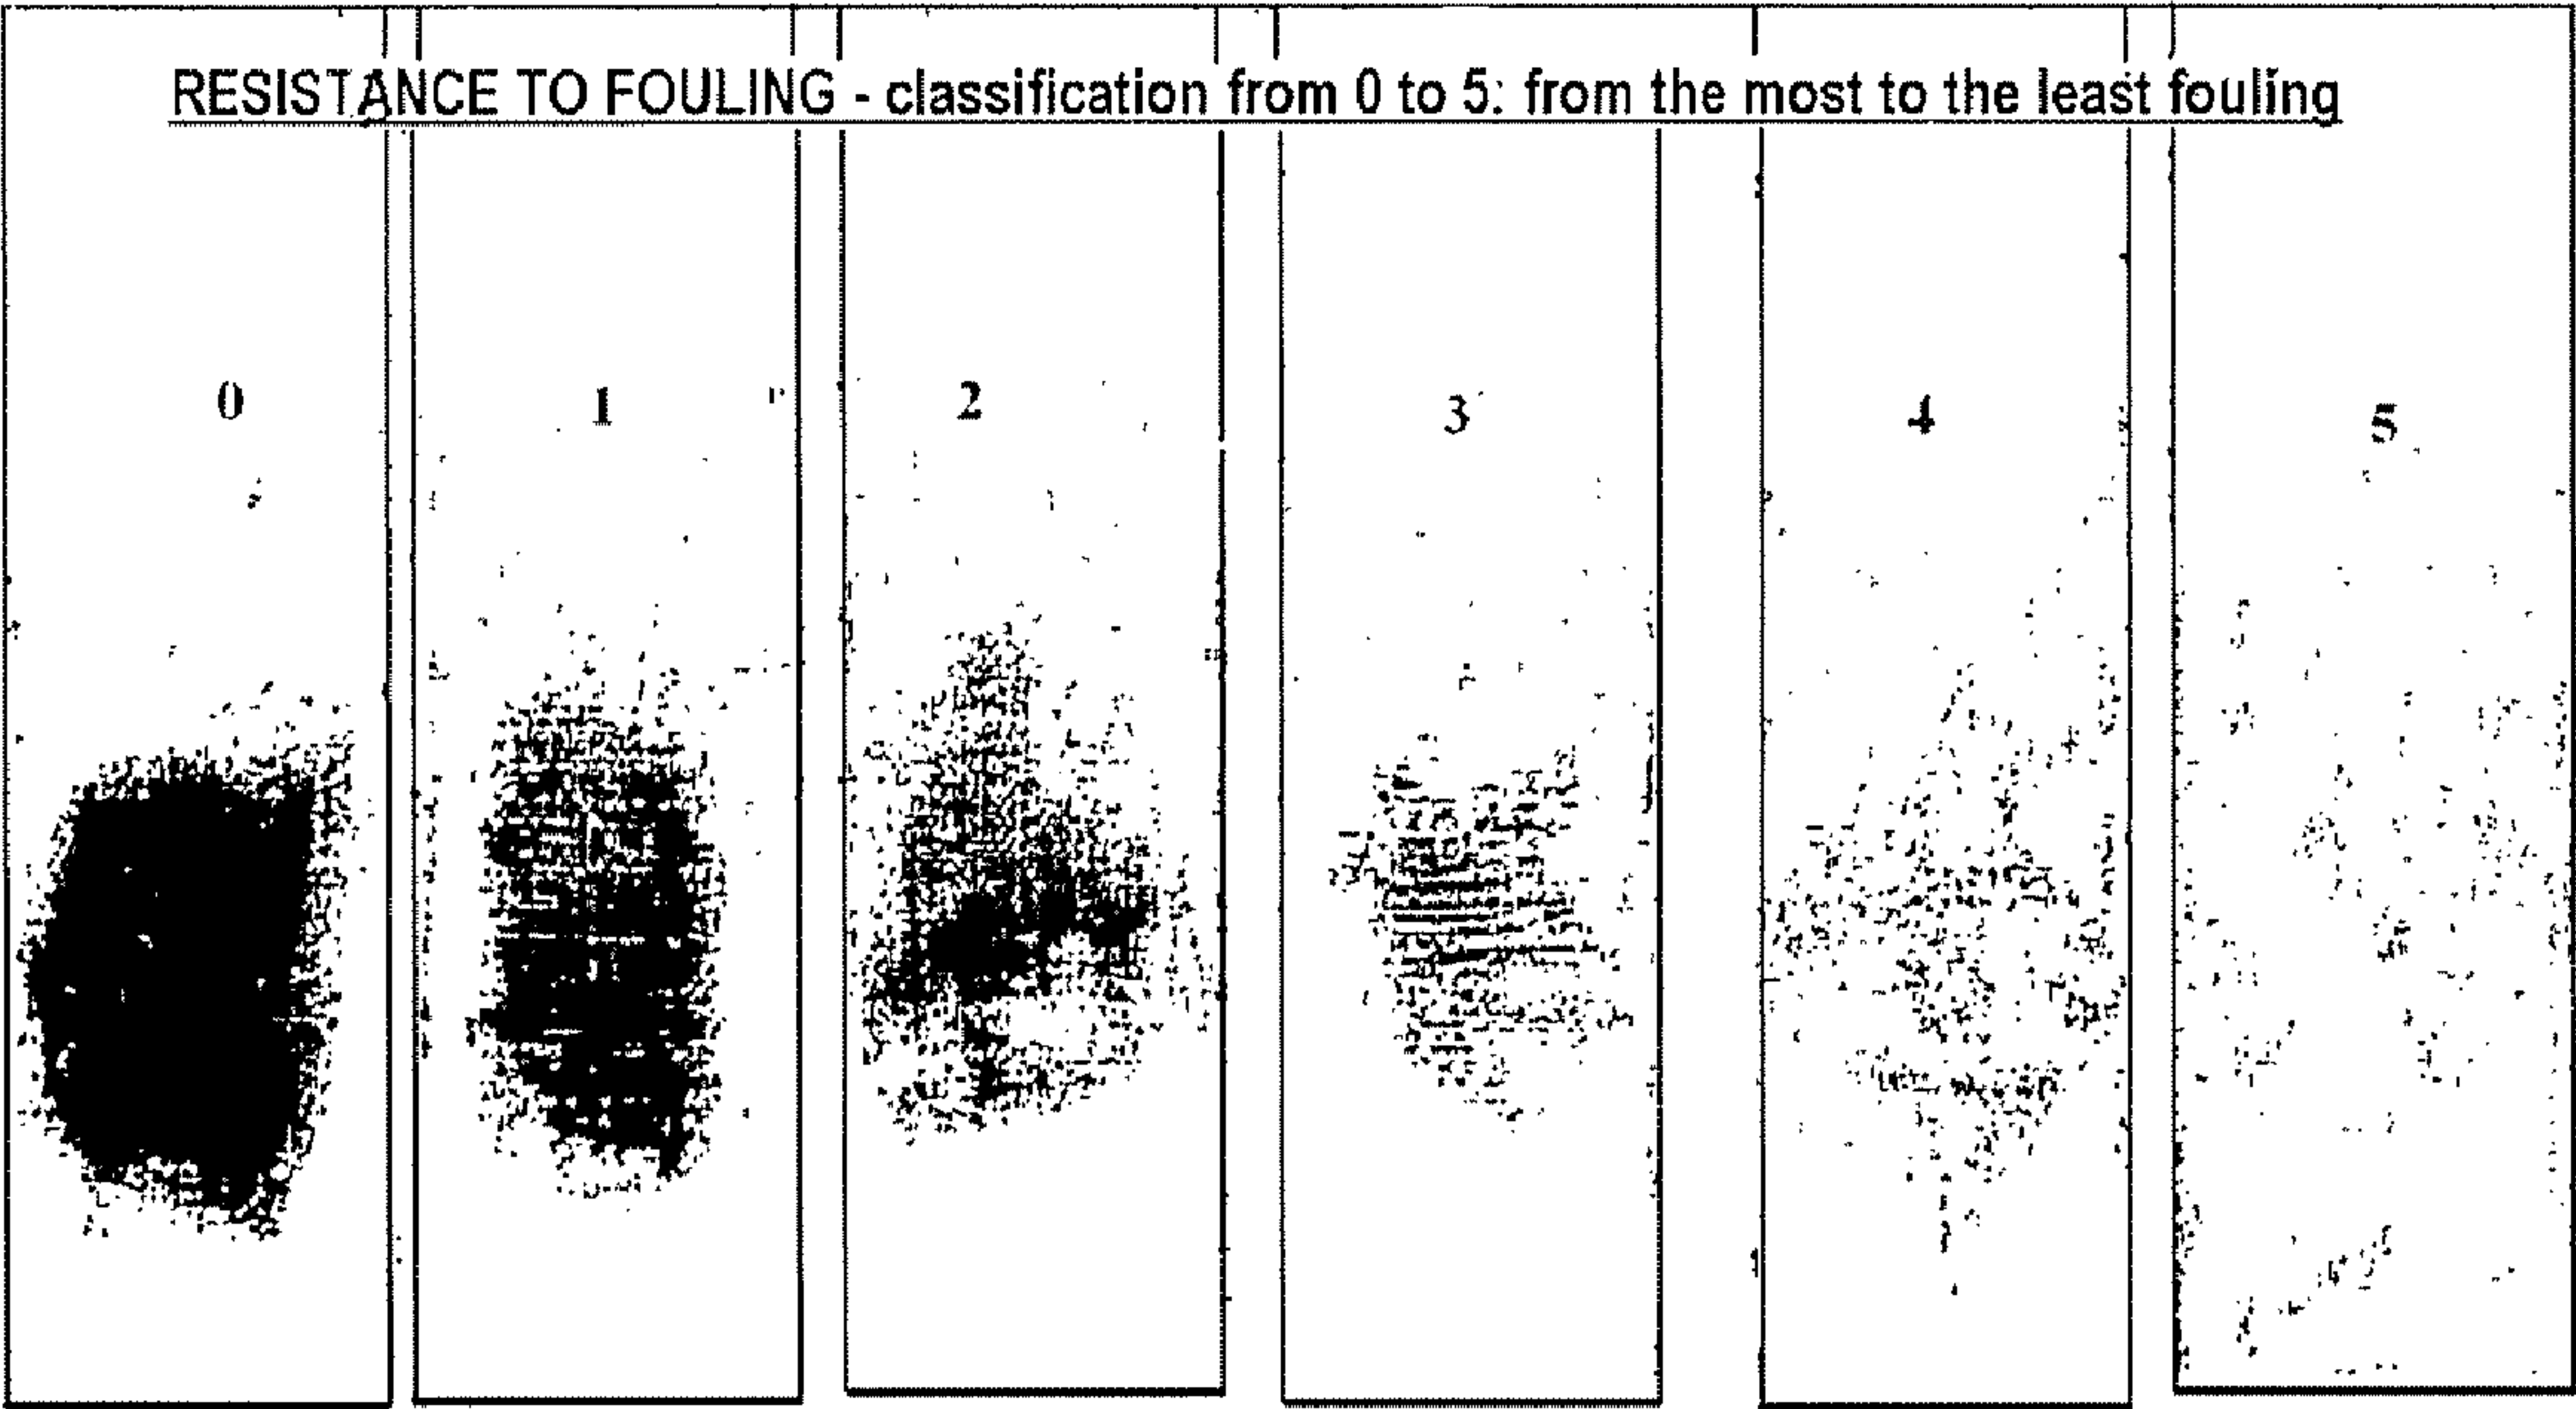 RESISTANCE TO FOULING - classification from 0 to 5: from the most to the least fouling
0 1 2 3 4 5